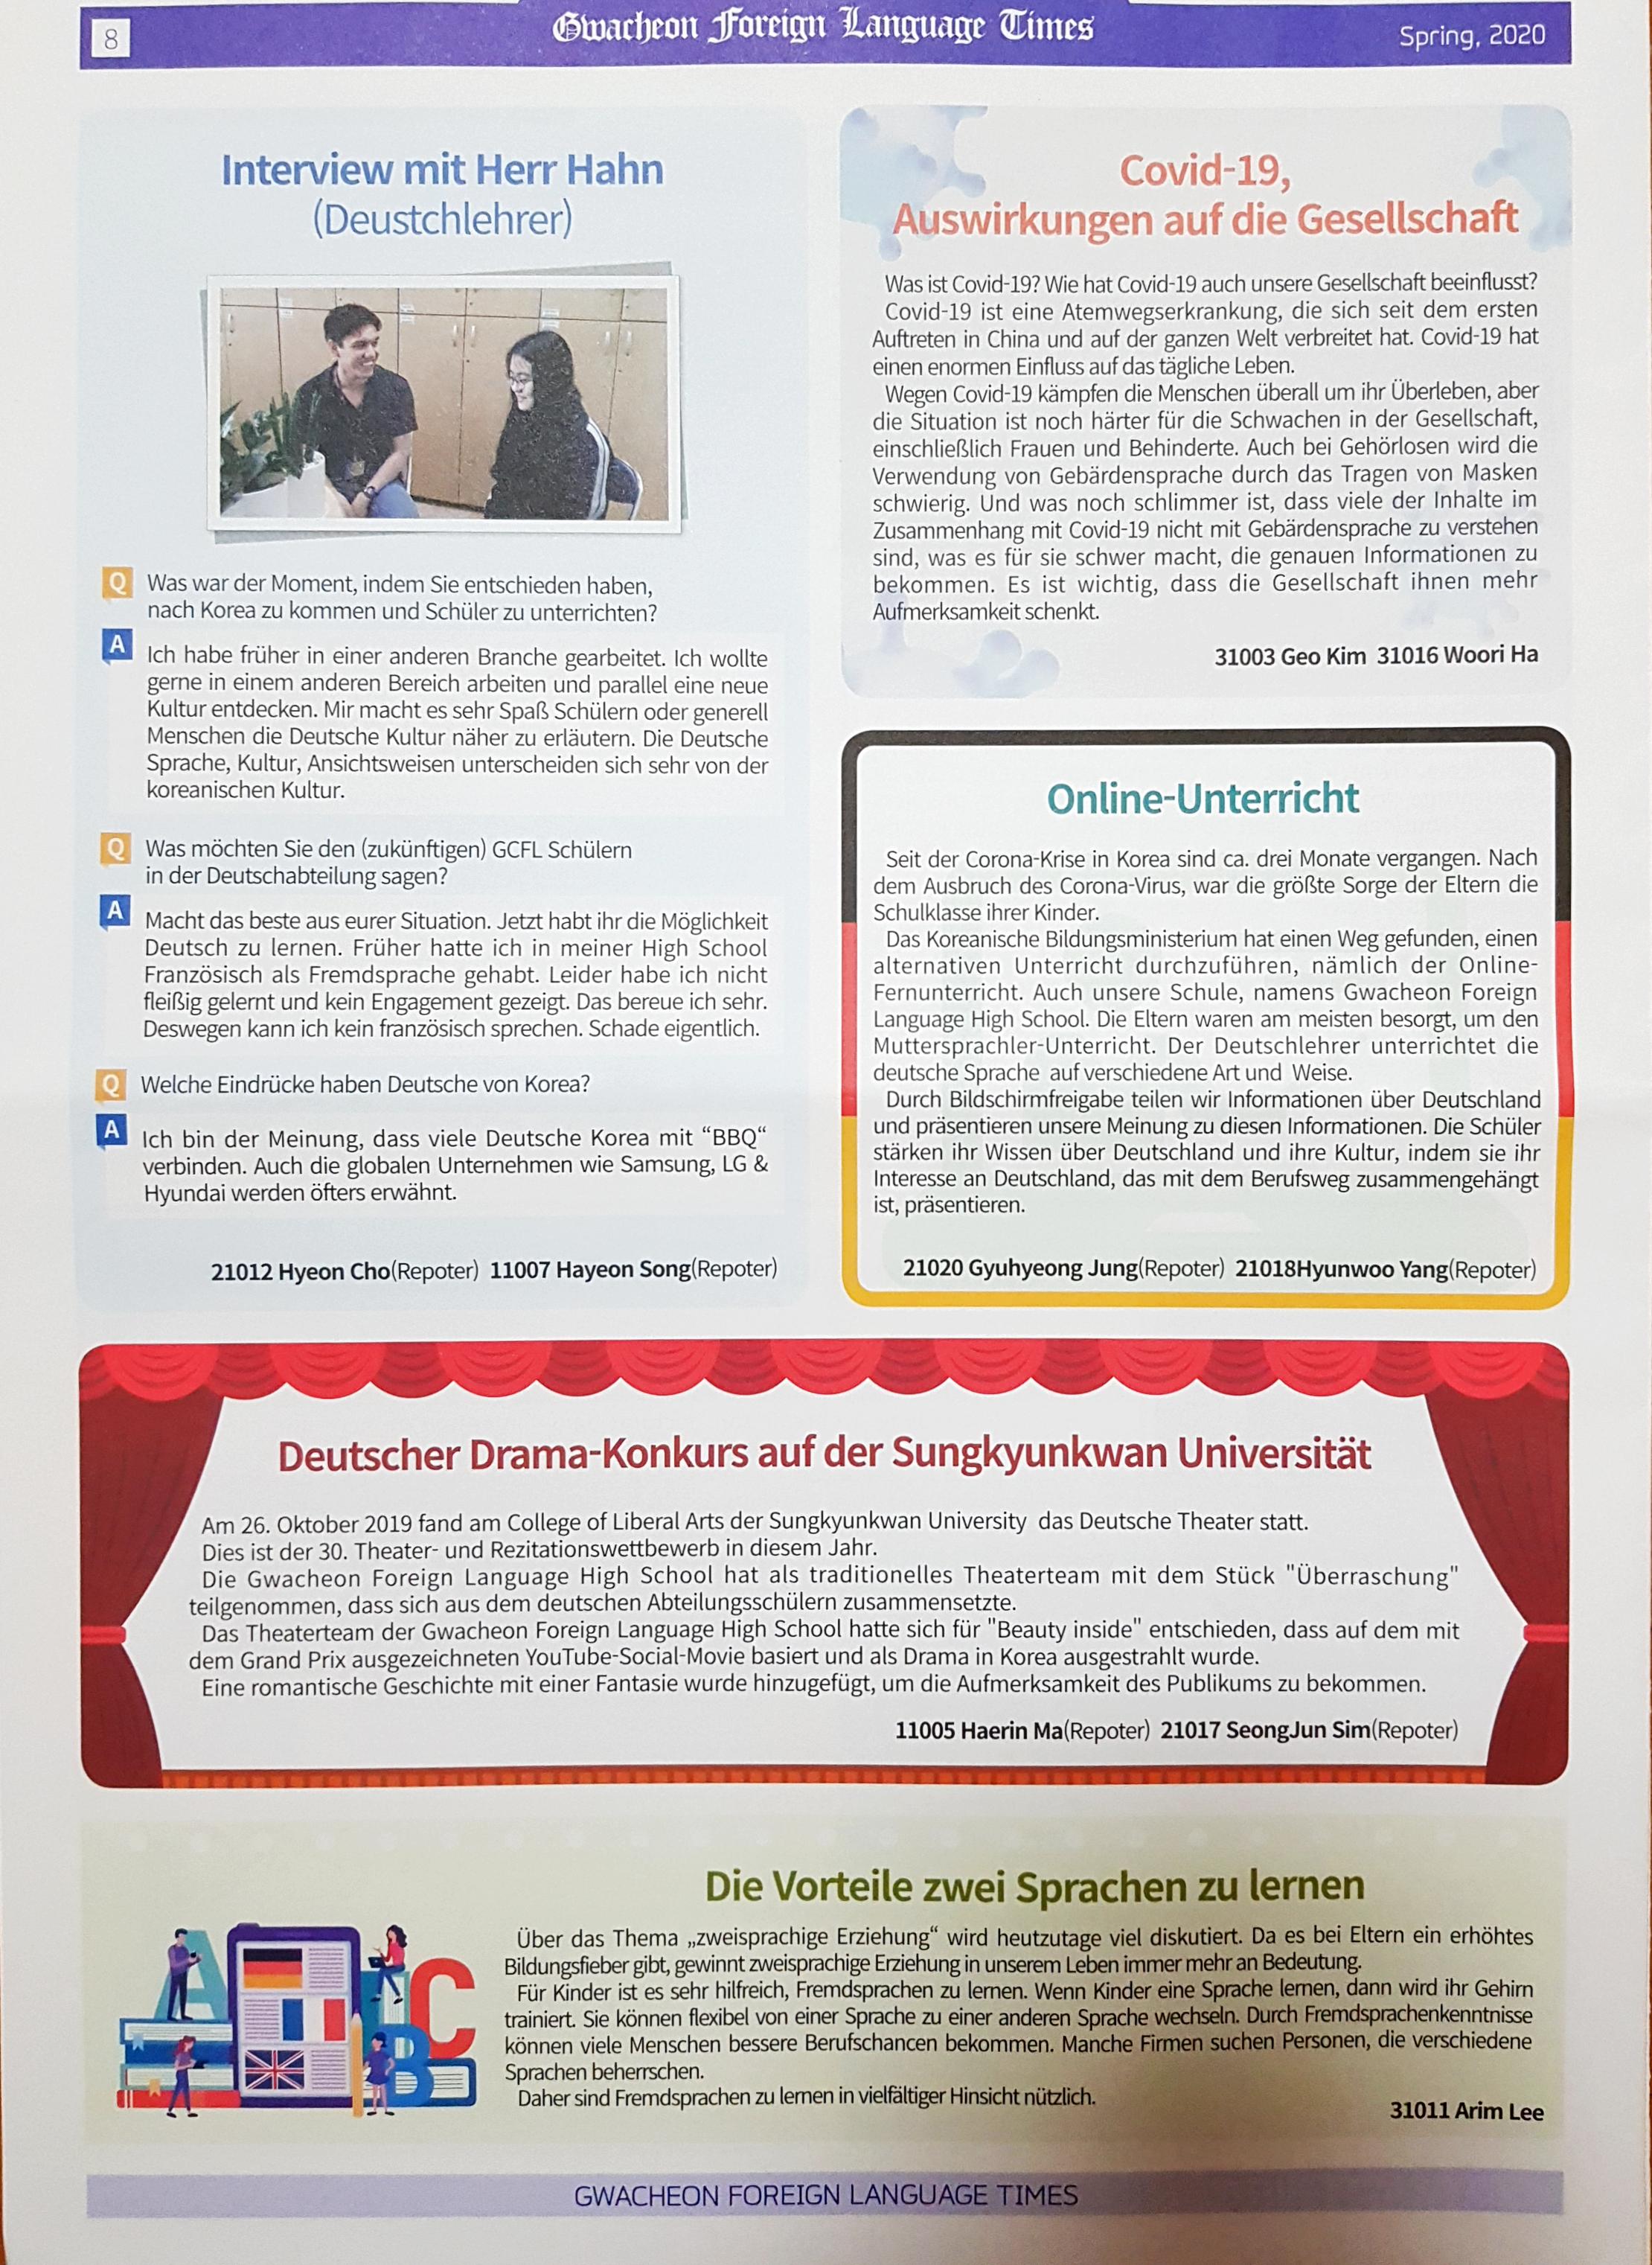 8
Gwacheon Foreign Language Times
Spring, 2020
Interview mit Herr Hahn
(Deustchlehrer)
Q
Was war der Moment, indem Sie entschieden haben,
nach Korea zu kommen und Schüler zu unterrichten?
A
Ich habe früher in einer anderen Branche gearbeitet. Ich wollte
gerne in einem anderen Bereich arbeiten und parallel eine neue
Kultur entdecken. Mir macht es sehr Spaß Schülern oder generell
Menschen die Deutsche Kultur näher zu erläutern. Die Deutsche
Sprache, Kultur, Ansichtsweisen unterscheiden sich sehr von der
koreanischen Kultur.
Q
Was möchten Sie den (zukünftigen) GCFL Schülern
in der Deutschabteilung sagen?
A
Macht das beste aus eurer Situation. Jetzt habt ihr die Möglichkeit
Deutsch zu lernen. Früher hatte ich in meiner High School
Französisch als Fremdsprache gehabt. Leider habe ich nicht
fleißig gelernt und kein Engagement gezeigt. Das bereue ich sehr.
Deswegen kann ich kein französisch sprechen. Schade eigentlich.
Q
Welche Eindrücke haben Deutsche von Korea?
A
Ich bin der Meinung, dass viele Deutsche Korea mit “BBQ“
verbinden. Auch die globalen Unternehmen wie Samsung, LG &
Hyundai werden öfters erwähnt.
21012 Hyeon Cho(Repoter) 11007 Hayeon Song(Repoter)
Covid-19,
Auswirkungen auf die Gesellschaft
Was ist Covid-19? Wie hat Covid-19 auch unsere Gesellschaft beeinflusst?
Covid-19 ist eine Atemwegserkrankung, die sich seit dem ersten
Auftreten in China und auf der ganzen Welt verbreitet hat. Covid-19 hat
einen enormen Einfluss auf das tägliche Leben.
Wegen Covid-19 kämpfen die Menschen überall um ihr Überleben, aber
die Situation ist noch härter für die Schwachen in der Gesellschaft,
einschließlich Frauen und Behinderte. Auch bei Gehörlosen wird die
Verwendung von Gebärdensprache durch das Tragen von Masken
schwierig. Und was noch schlimmer ist, dass viele der Inhalte im
Zusammenhang mit Covid-19 nicht mit Gebärdensprache zu verstehen
sind, was es für sie schwer macht, die genauen Informationen zu
bekommen. Es ist wichtig, dass die Gesellschaft ihnen mehr
Aufmerksamkeit schenkt.
31003 Geo Kim 31016 Woori Ha
Online-Unterricht
Seit der Corona-Krise in Korea sind ca. drei Monate vergangen. Nach
dem Ausbruch des Corona-Virus, war die größte Sorge der Eltern die
Schulklasse ihrer Kinder.
Das Koreanische Bildungsministerium hat einen Weg gefunden, einen
alternativen Unterricht durchzuführen, nämlich der Online-
Fernunterricht. Auch unsere Schule, namens Gwacheon Foreign
Language High School. Die Eltern waren am meisten besorgt, um den
Muttersprachler-Unterricht. Der Deutschlehrer unterrichtet die
deutsche Sprache auf verschiedene Art und Weise.
Durch Bildschirmfreigabe teilen wir Informationen über Deutschland
und präsentieren unsere Meinung zu diesen Informationen. Die Schüler
stärken ihr Wissen über Deutschland und ihre Kultur, indem sie ihr
Interesse an Deutschland, das mit dem Berufsweg zusammengehängt
ist, präsentieren.
21020 Gyuhyeong Jung(Repoter) 21018Hyunwoo Yang(Repoter)
Deutscher Drama-Konkurs auf der Sungkyunkwan Universität
Am 26. Oktober 2019 fand am College of Liberal Arts der Sungkyunkwan University das Deutsche Theater statt.
Dies ist der 30. Theater- und Rezitationswettbewerb in diesem Jahr.
Die Gwacheon Foreign Language High School hat als traditionelles Theaterteam mit dem Stück "Überraschung"
teilgenommen, dass sich aus dem deutschen Abteilungsschülern zusammensetzte.
Das Theaterteam der Gwacheon Foreign Language High School hatte sich für "Beauty inside" entschieden, dass auf dem mit
dem Grand Prix ausgezeichneten YouTube-Social-Movie basiert und als Drama in Korea ausgestrahlt wurde.
Eine romantische Geschichte mit einer Fantasie wurde hinzugefügt, um die Aufmerksamkeit des Publikums zu bekommen.
11005 Haerin Ma(Repoter) 21017 SeongJun Sim(Repoter)
A
B
C
Die Vorteile zwei Sprachen zu lernen
Über das Thema „zweisprachige Erziehung“ wird heutzutage viel diskutiert. Da es bei Eltern ein erhöhtes
Bildungsfieber gibt, gewinnt zweisprachige Erziehung in unserem Leben immer mehr an Bedeutung.
Für Kinder ist es sehr hilfreich, Fremdsprachen zu lernen. Wenn Kinder eine Sprache lernen, dann wird ihr Gehirn
trainiert. Sie können flexibel von einer Sprache zu einer anderen Sprache wechseln. Durch Fremdsprachenkenntnisse
können viele Menschen bessere Berufschancen bekommen. Manche Firmen suchen Personen, die verschiedene
Sprachen beherrschen.
Daher sind Fremdsprachen zu lernen in vielfältiger Hinsicht nützlich.
31011 Arim Lee
GWACHEON FOREIGN LANGUAGE TIMES